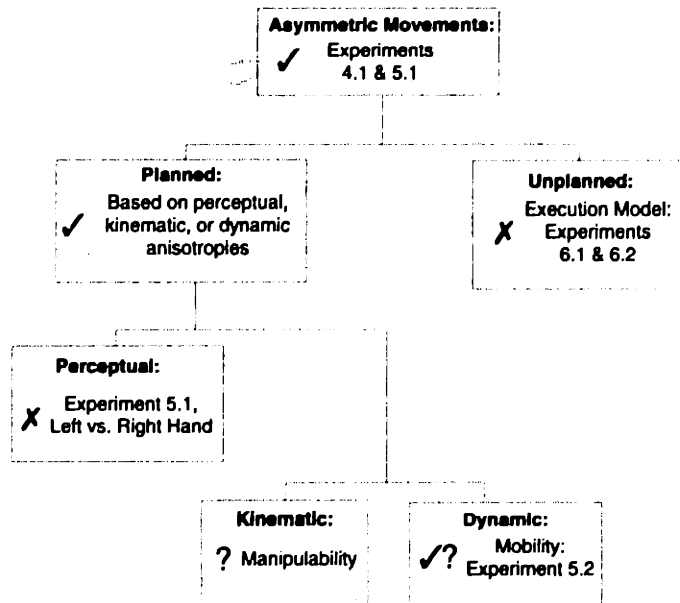 Asymmetric Movements:
✓ Experiments
4.1 & 5.1
Planned:
Based on perceptual,
✓ kinematic, or dynamic
anisotropies
Unplanned:
✗ Execution Model:
Experiments
6.1 & 6.2
Perceptual:
✗ Experiment 5.1,
Left vs. Right Hand
Kinematic:
? Manipulability
Dynamic:
✓? Mobility:
Experiment 5.2